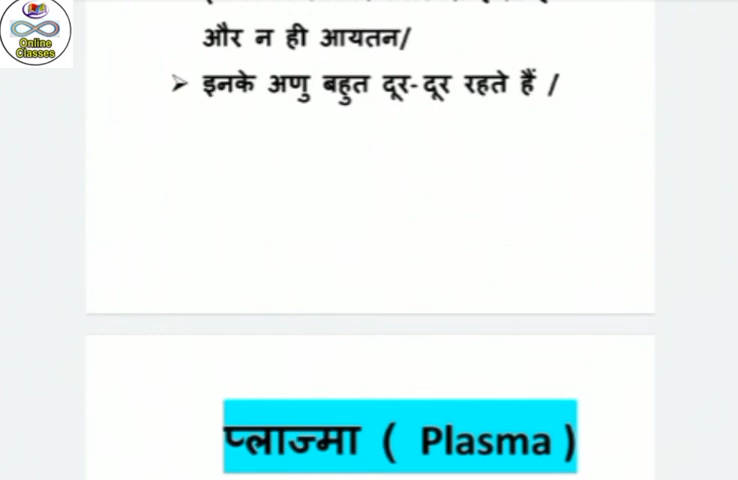 Online
Classes
और न ही आयतन/
➢ इनके अणु बहुत दूर-दूर रहते हैं /
प्लाज्मा ( Plasma )